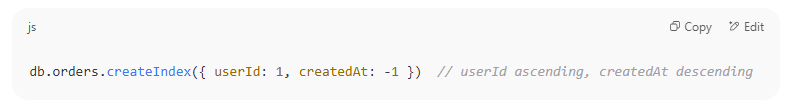 js
Copy
Edit
db.orders.createIndex({ userId: 1, createdAt: -1 })  // userId ascending, createdAt descending